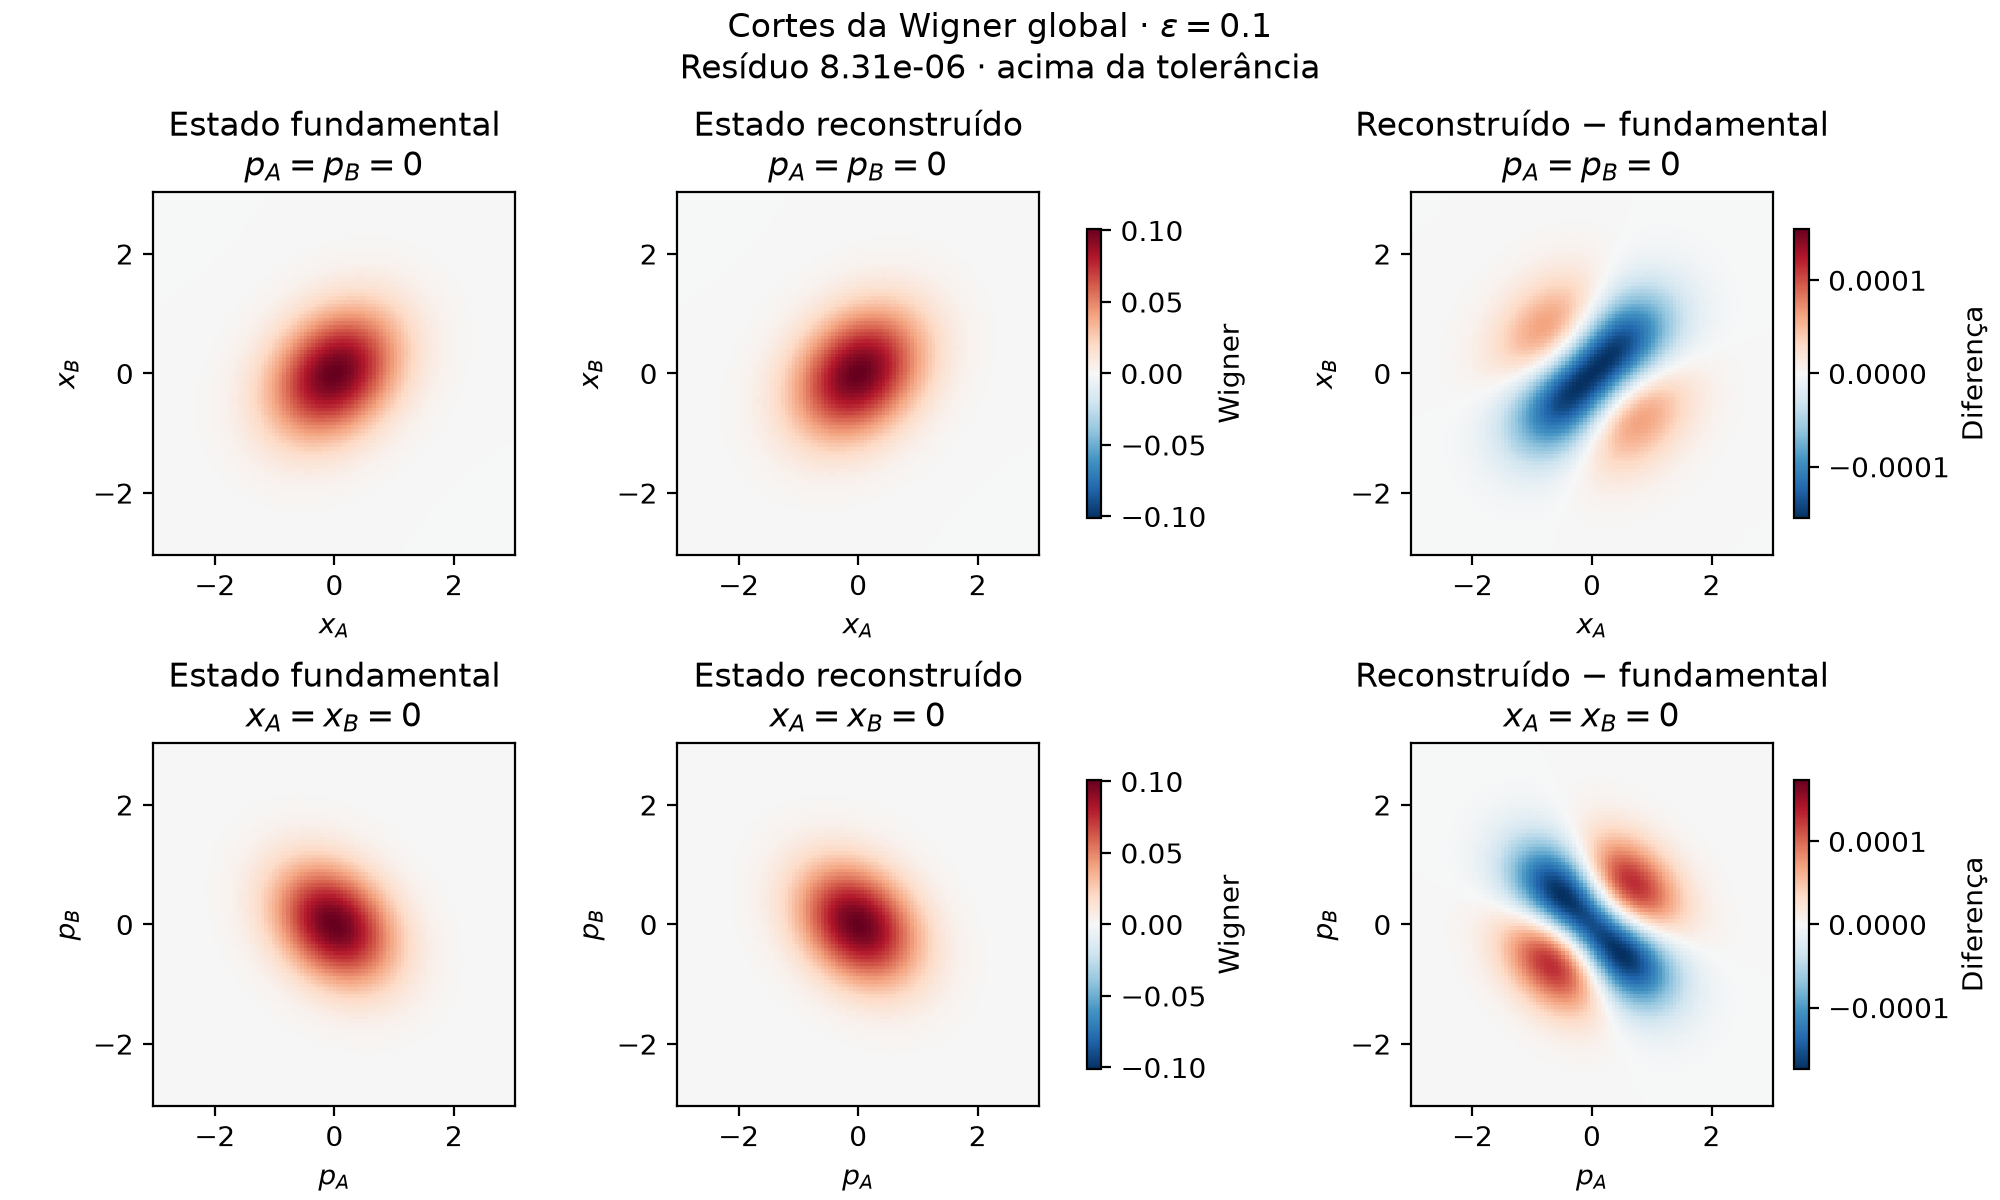 Cortes da Wigner global · ε = 0.1
Resíduo 8.31e-06 · acima da tolerância
Estado fundamental
p_A = p_B = 0
Estado reconstruído
p_A = p_B = 0
Reconstruído − fundamental
p_A = p_B = 0
2
0
−2
x_B
−2
0
2
x_A
2
0
−2
x_B
−2
0
2
x_A
0.10
0.05
0.00
−0.05
−0.10
Wigner
2
0
−2
x_B
−2
0
2
x_A
0.0001
0.0000
−0.0001
Diferença
Estado fundamental
x_A = x_B = 0
Estado reconstruído
x_A = x_B = 0
Reconstruído − fundamental
x_A = x_B = 0
2
0
−2
p_B
−2
0
2
p_A
2
0
−2
p_B
−2
0
2
p_A
0.10
0.05
0.00
−0.05
−0.10
Wigner
2
0
−2
p_B
−2
0
2
p_A
0.0001
0.0000
−0.0001
Diferença